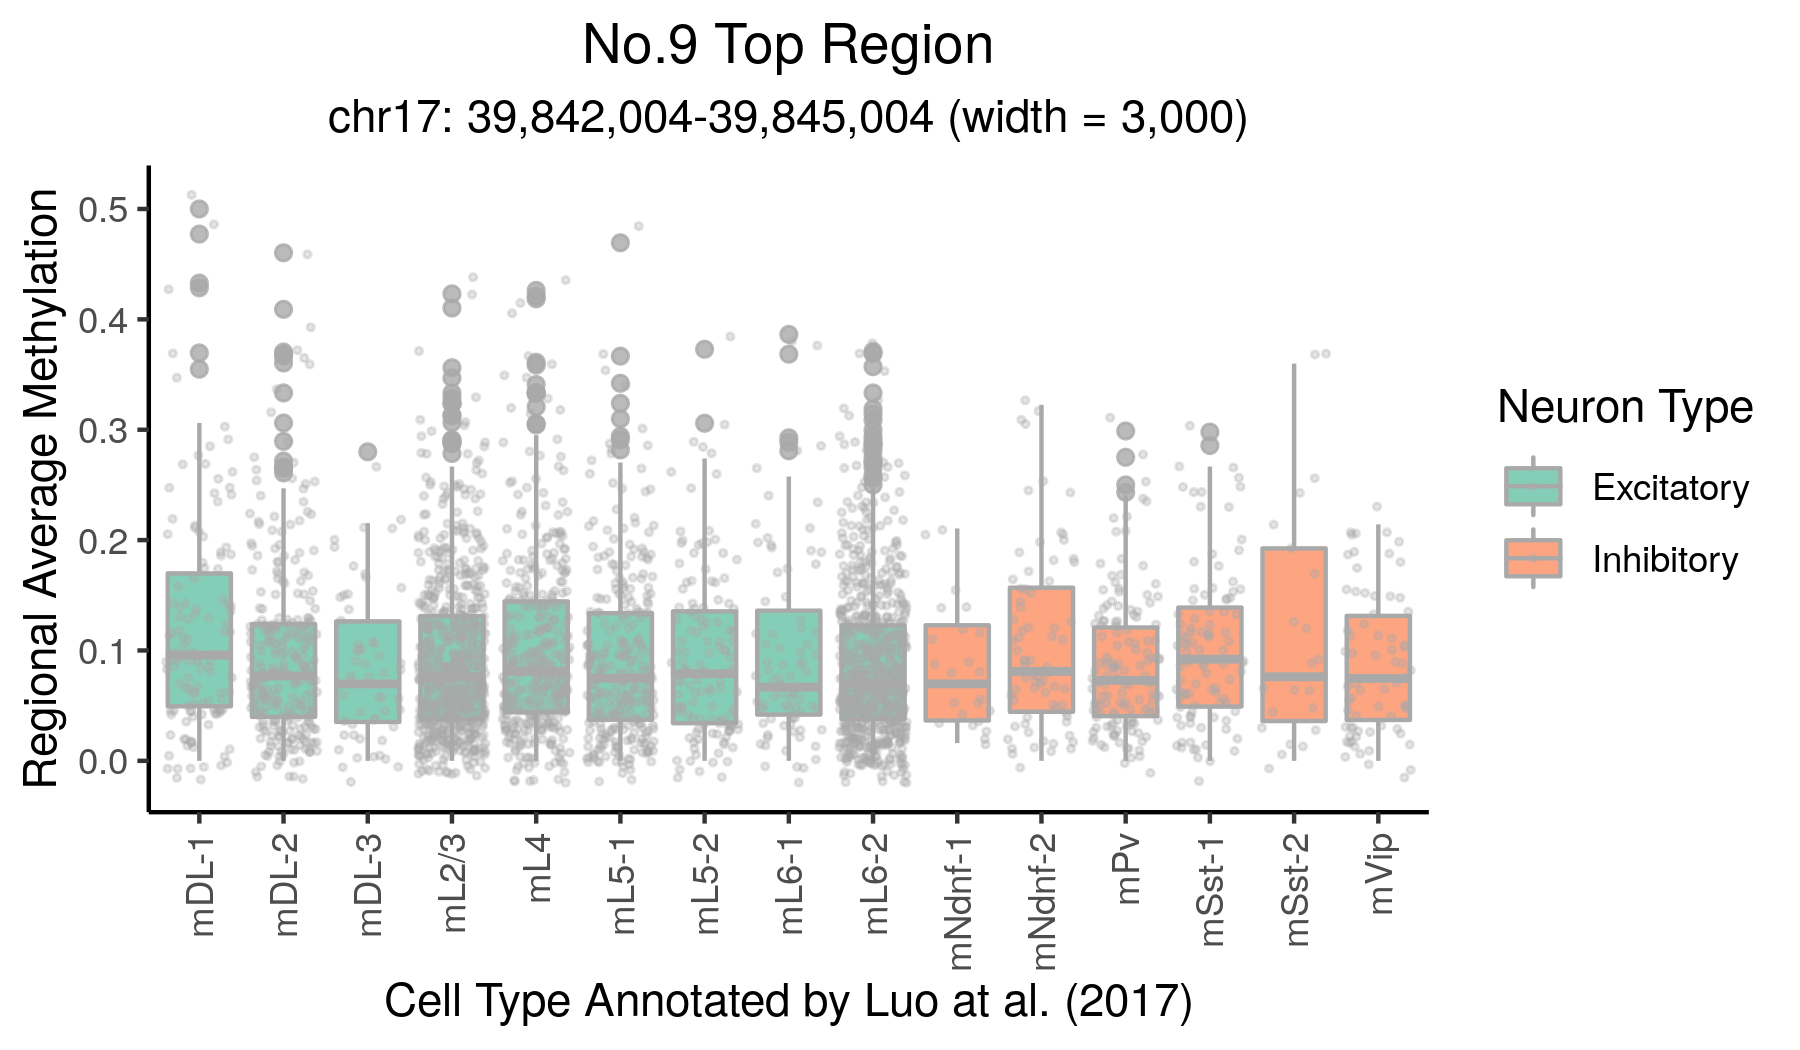 No.9 Top Region
chr17: 39,842,004-39,845,004 (width = 3,000)
Regional Average Methylation
0.5
0.4
0.3
0.2
0.1
0.0
mDL-1
mDL-2
mDL-3
mL2/3
mL4
mL5-1
mL5-2
mL6-1
mL6-2
mNdnf-1
mNdnf-2
mPv
mSst-1
mSst-2
mVip
Cell Type Annotated by Luo at al. (2017)
Neuron Type
Excitatory
Inhibitory